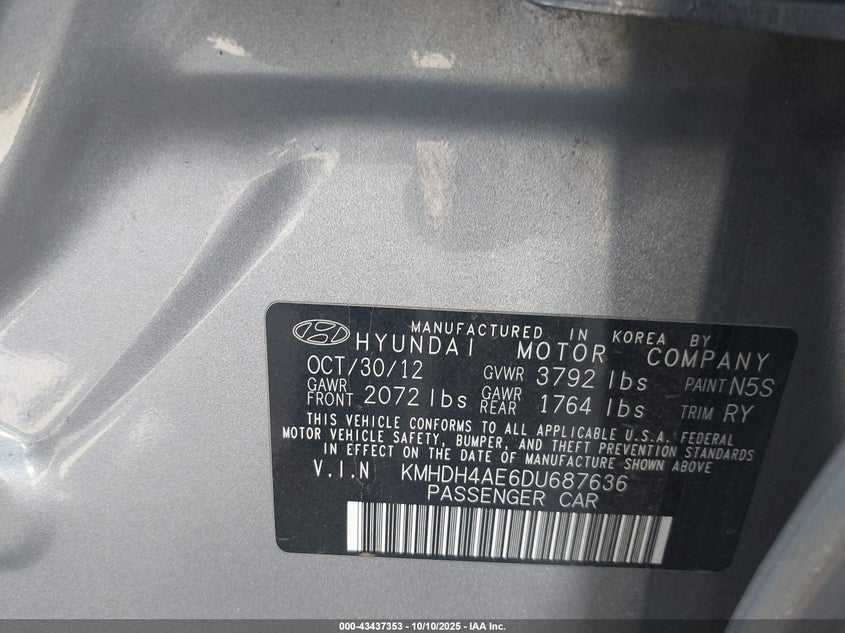 MANUFACTURED IN KOREA BY
HYUNDAI MOTOR COMPANY
OCT/30/12 GVWR 3792 lbs PAINT N5S
GAWR FRONT 2072 lbs GAWR REAR 1764 lbs TRIM RY
THIS VEHICLE CONFORMS TO ALL APPLICABLE U.S.A. FEDERAL
MOTOR VEHICLE SAFETY, BUMPER, AND THEFT PREVENTION STANDARDS
IN EFFECT ON THE DATE OF MANUFACTURE SHOWN ABOVE
V.I.N KMHDH4AE6DU687636
PASSENGER CAR
000-43437353 - 10/10/2025 - IAA Inc.